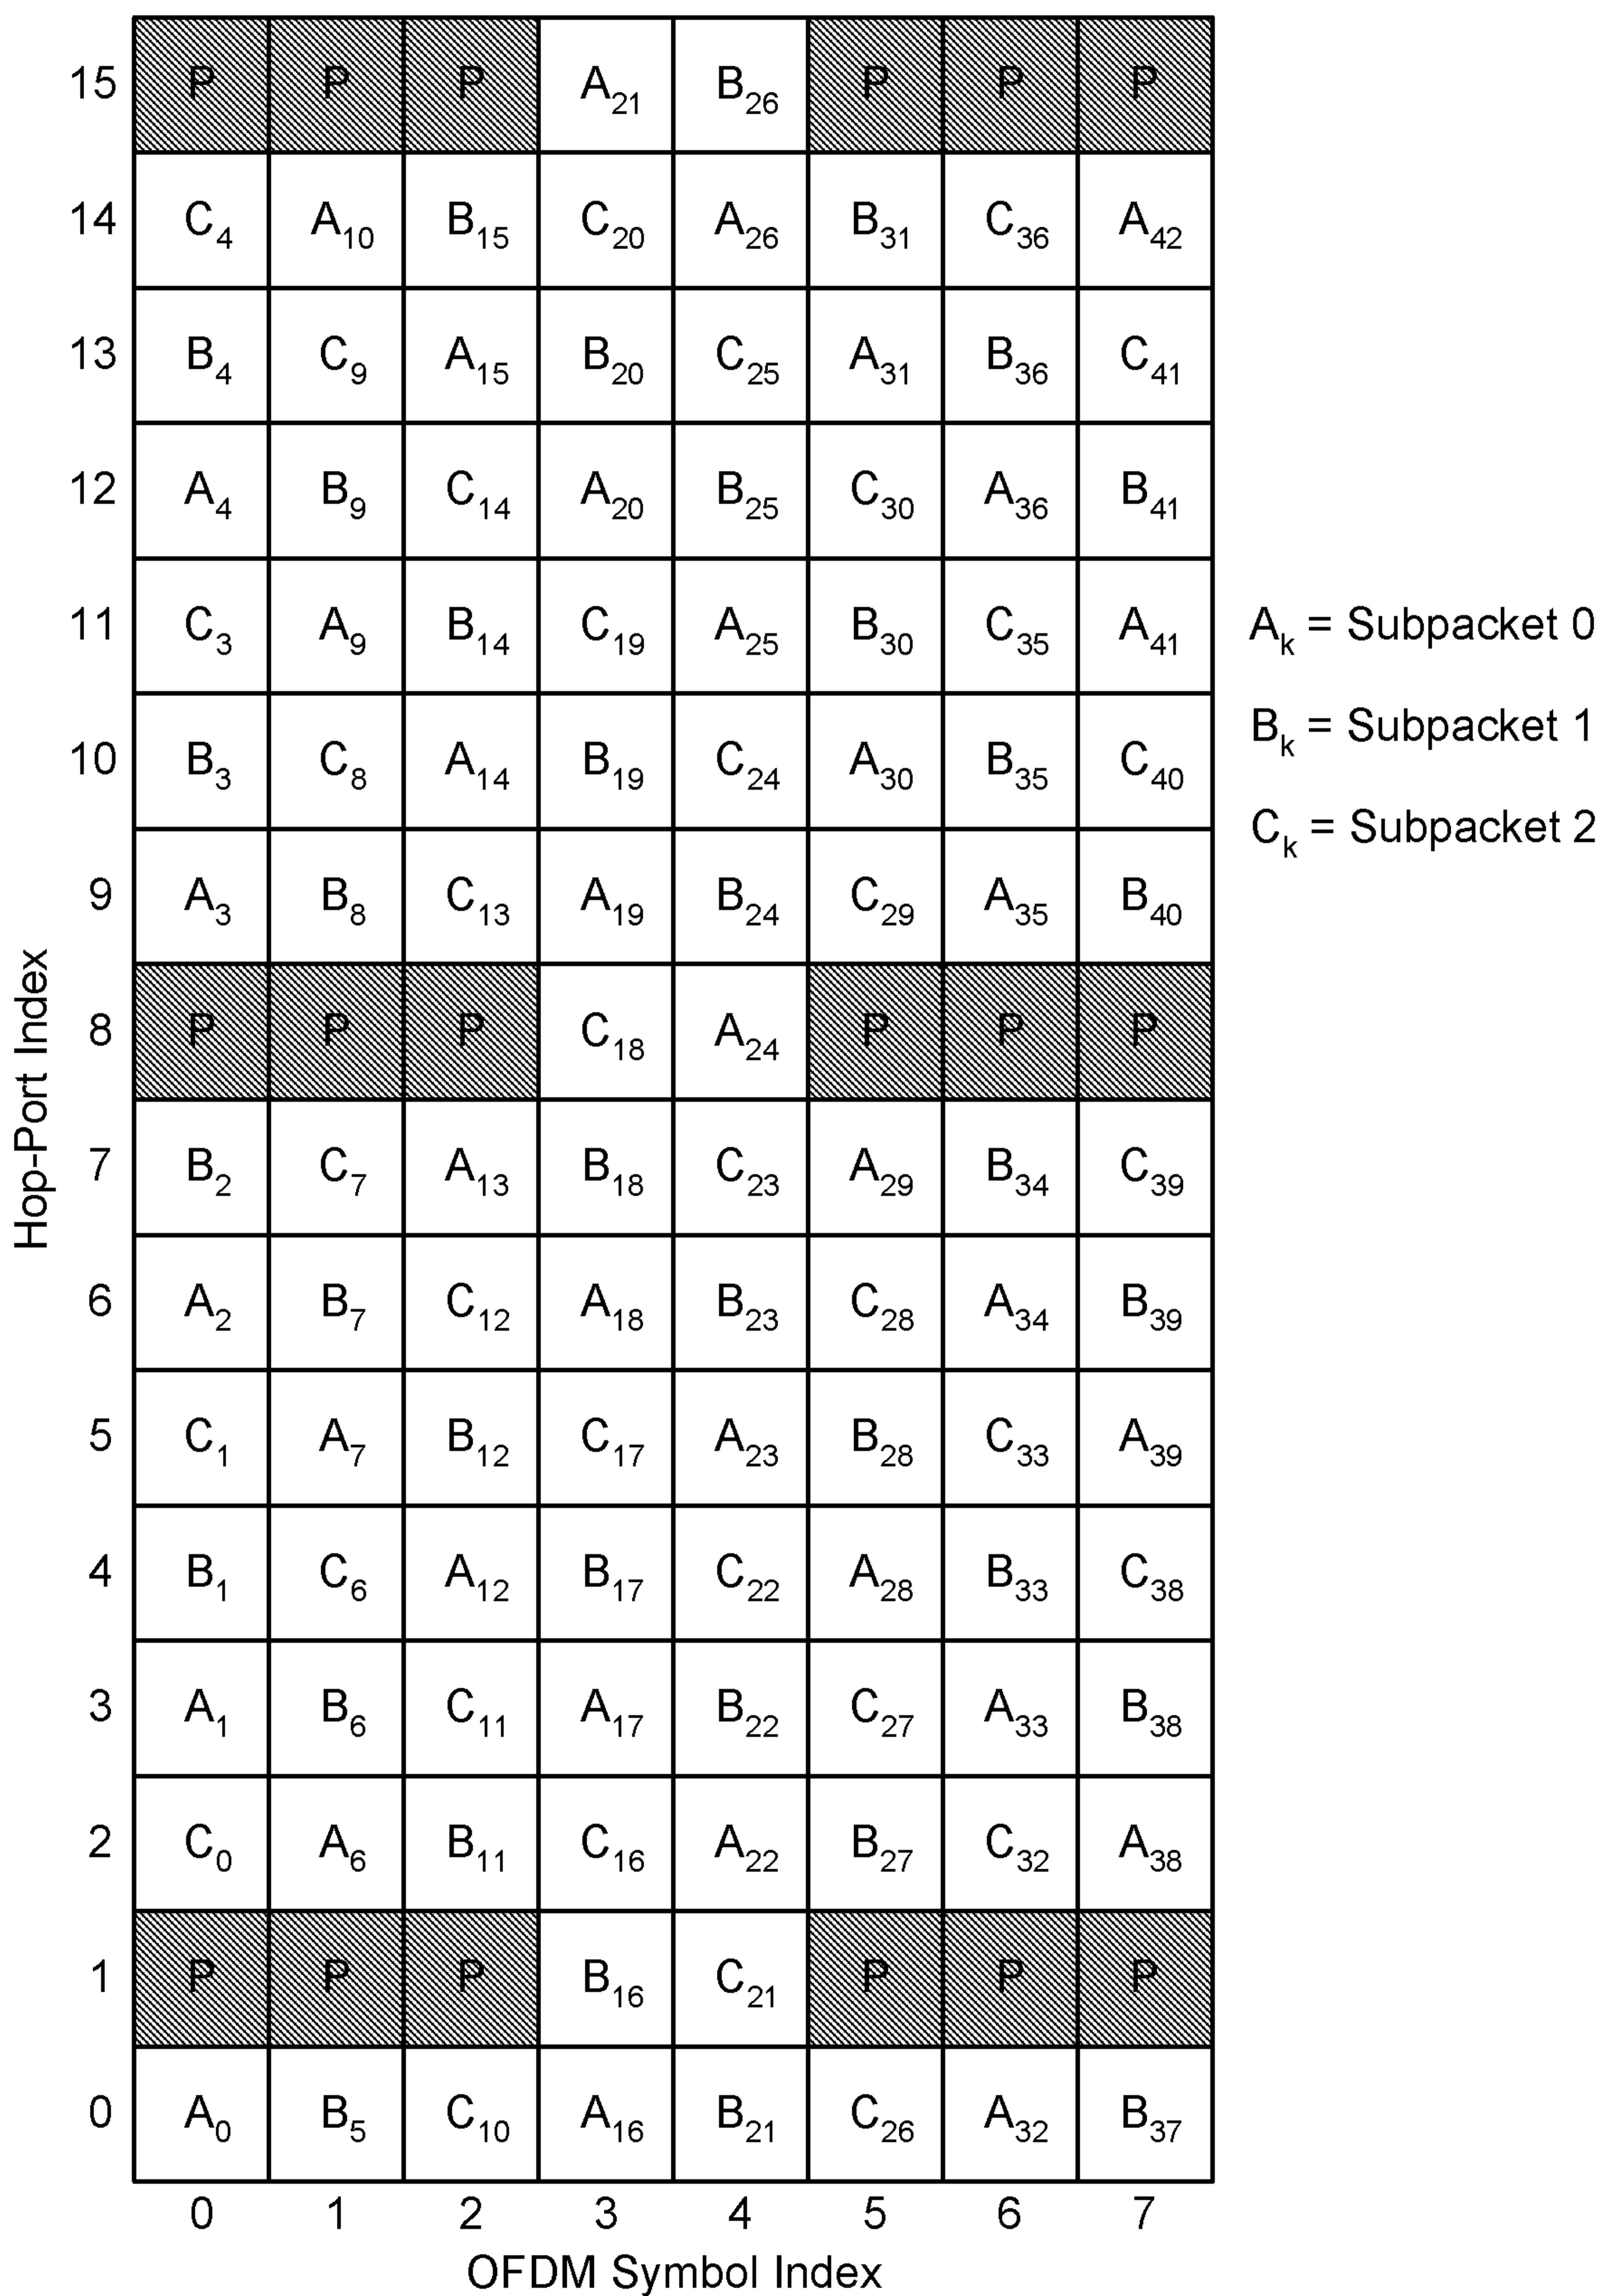 15 P P P A21 B26 P P P
14 C4 A10 B15 C20 A26 B31 C36 A42
13 B4 C9 A15 B20 C25 A31 B36 C41
12 A4 B9 C14 A20 B25 C30 A36 B41
11 C3 A9 B14 C19 A25 B30 C35 A41
10 B3 C8 A14 B19 C24 A30 B35 C40
9 A3 B8 C13 A19 B24 C29 A35 B40
8 P P P C18 A24 P P P
7 B2 C7 A13 B18 C23 A29 B34 C39
6 A2 B7 C12 A18 B23 C28 A34 B39
5 C1 A7 B12 C17 A23 B28 C33 A39
4 B1 C6 A12 B17 C22 A28 B33 C38
3 A1 B6 C11 A17 B22 C27 A33 B38
2 C0 A6 B11 C16 A22 B27 C32 A38
1 P P P B16 C21 P P P
0 A0 B5 C10 A16 B21 C26 A32 B37
0 1 2 3 4 5 6 7
OFDM Symbol Index
Hop-Port Index
Ak = Subpacket 0
Bk = Subpacket 1
Ck = Subpacket 2